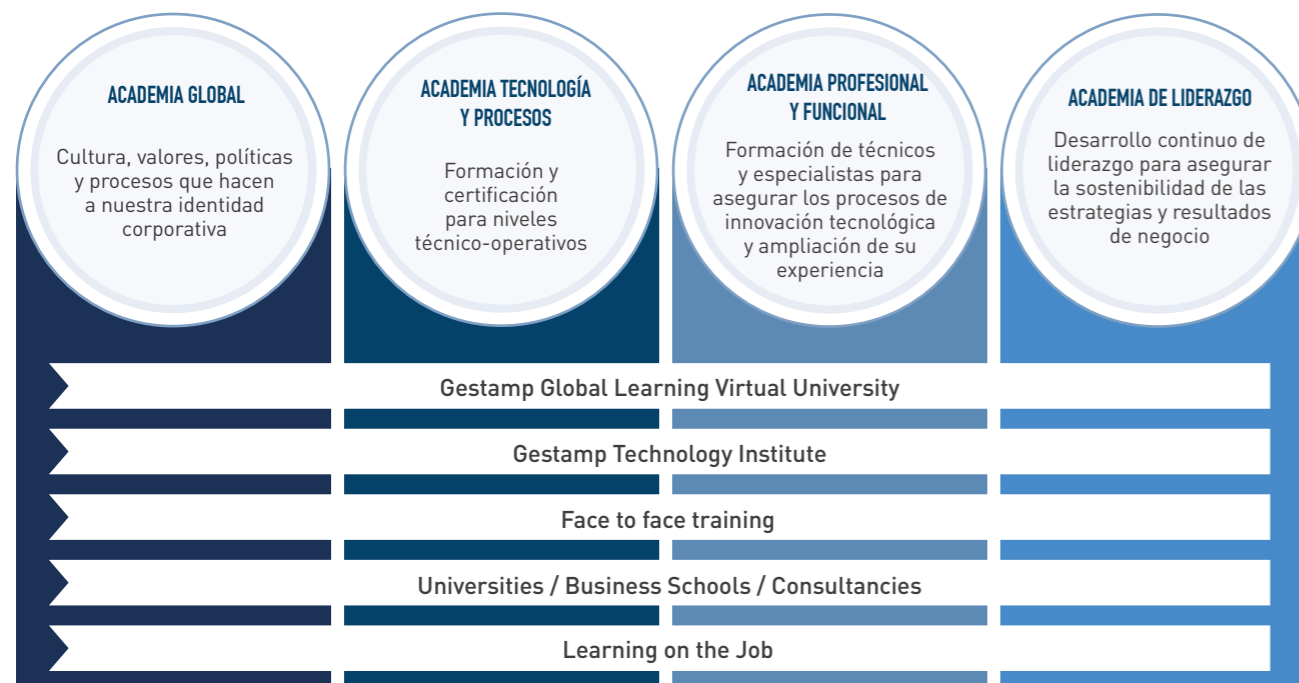 ACADEMIA GLOBAL
Cultura, valores, políticas
y procesos que hacen
a nuestra identidad
corporativa
ACADEMIA TECNOLOGÍA
Y PROCESOS
Formación y
certificación
para niveles
técnico-operativos
ACADEMIA PROFESIONAL
Y FUNCIONAL
Formación de técnicos
y especialistas para
asegurar los procesos de
innovación tecnológica
y ampliación de su
experiencia
ACADEMIA DE LIDERAZGO
Desarrollo continuo de
liderazgo para asegurar
la sostenibilidad de las
estrategias y resultados
de negocio
Gestamp Global Learning Virtual University
Gestamp Technology Institute
Face to face training
Universities / Business Schools / Consultancies
Learning on the Job